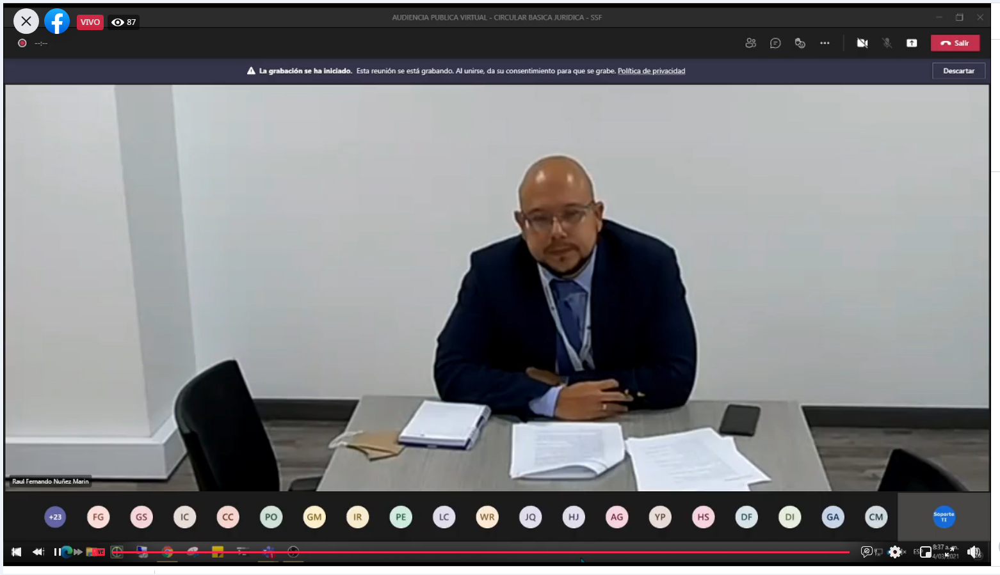 AUDIENCIA PUBLICA VIRTUAL - CIRCULAR BASICA JURIDICA - SSF
VIVO 87
--:--
Salir
La grabación se ha iniciado. Esta reunión se está grabando. Al unirse, da su consentimiento para que se grabe. Política de privacidad
Descartar
Raul Fernando Nuñez Marin
+23 FG GS IC CC PO GM IR PE LC WR JQ HJ AG YP HS DF DI GA CM Soporte TI
8:37 a. m.
4/03/2021